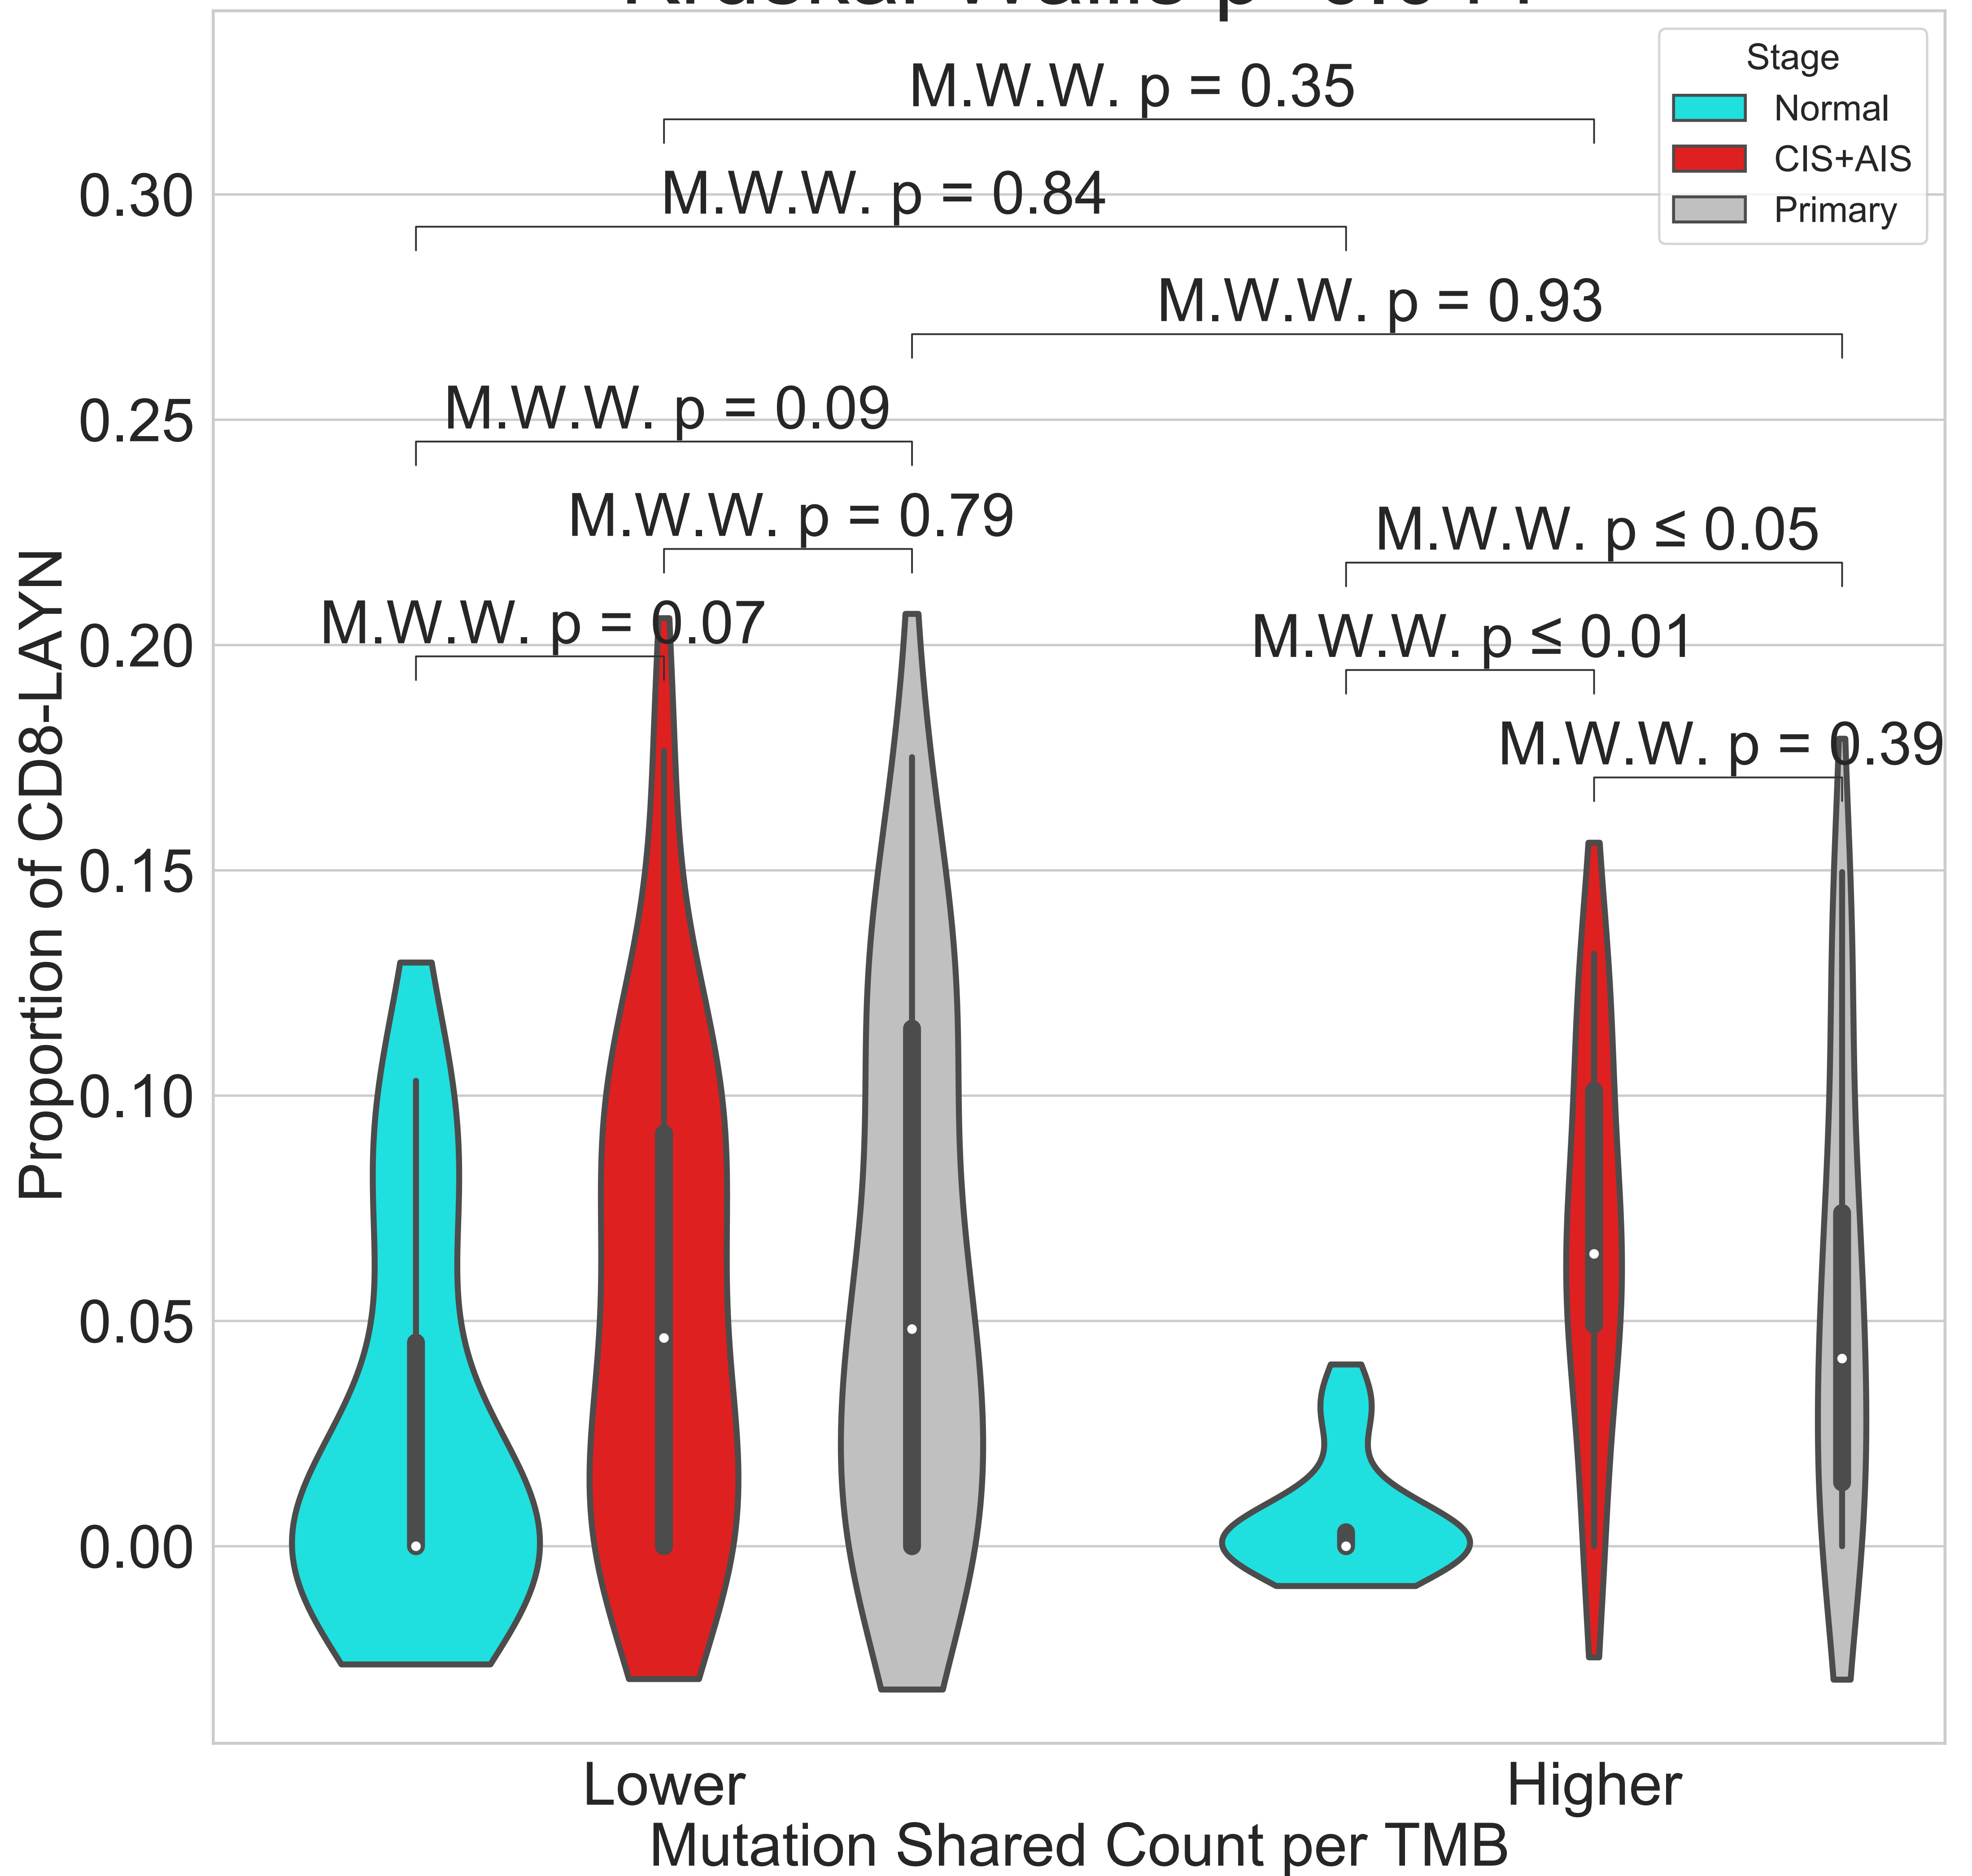 Stage
Normal
CIS+AIS
Primary
M.W.W. p = 0.35
M.W.W. p = 0.84
M.W.W. p = 0.93
M.W.W. p = 0.09
M.W.W. p = 0.79
M.W.W. p ≤ 0.05
M.W.W. p = 0.07
M.W.W. p ≤ 0.01
M.W.W. p = 0.39
0.30
0.25
0.20
0.15
0.10
0.05
0.00
Proportion of CD8-LAYN
Lower
Higher
Mutation Shared Count per TMB